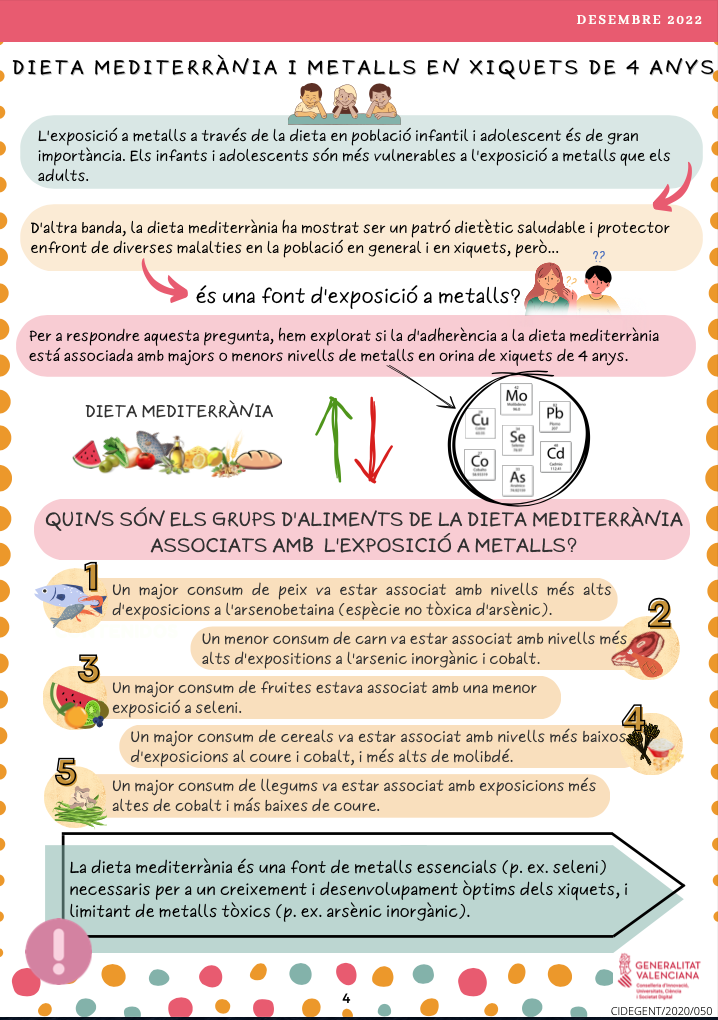 DESEMBRE 2022
DIETA MEDITERRÀNIA I METALLS EN XIQUETS DE 4 ANYS
L'exposició a metalls a través de la dieta en població infantil i adolescent és de gran
importància. Els infants i adolescents són més vulnerables a l'exposició a metalls que els
adults.
D'altra banda, la dieta mediterrània ha mostrat ser un patró dietètic saludable i protector
enfront de diverses malalties en la població en general i en xiquets, però...
és una font d'exposició a metalls?
??
??
Per a respondre aquesta pregunta, hem explorat si la d'adherència a la dieta mediterrània
està associada amb majors o menors nivells de metalls en orina de xiquets de 4 anys.
DIETA MEDITERRÀNIA
Mo
Cu
Pb
Se
Co
Cd
As
QUINS SÓN ELS GRUPS D'ALIMENTS DE LA DIETA MEDITERRÀNIA
ASSOCIATS AMB L'EXPOSICIÓ A METALLS?
1
Un major consum de peix va estar associat amb nivells més alts
d'exposicions a l'arsenobetaina (espècie no tòxica d'arsènic).
2
Un menor consum de carn va estar associat amb nivells més
alts d'expositions a l'arsenic inorgànic i cobalt.
3
Un major consum de fruites estava associat amb una menor
exposició a seleni.
4
Un major consum de cereals va estar associat amb nivells més baixos
d'exposicions al coure i cobalt, i més alts de molibdé.
5
Un major consum de llegums va estar associat amb exposicions més
altes de cobalt i más baixes de coure.
La dieta mediterrània és una font de metalls essencials (p. ex. seleni)
necessaris per a un creixement i desenvolupament òptims dels xiquets, i
limitant de metalls tòxics (p. ex. arsènic inorgànic).
!
GENERALITAT
VALENCIANA
Conselleria d'Innovació,
Universitats, Ciència
i Societat Digital
4
CIDEGENT/2020/050